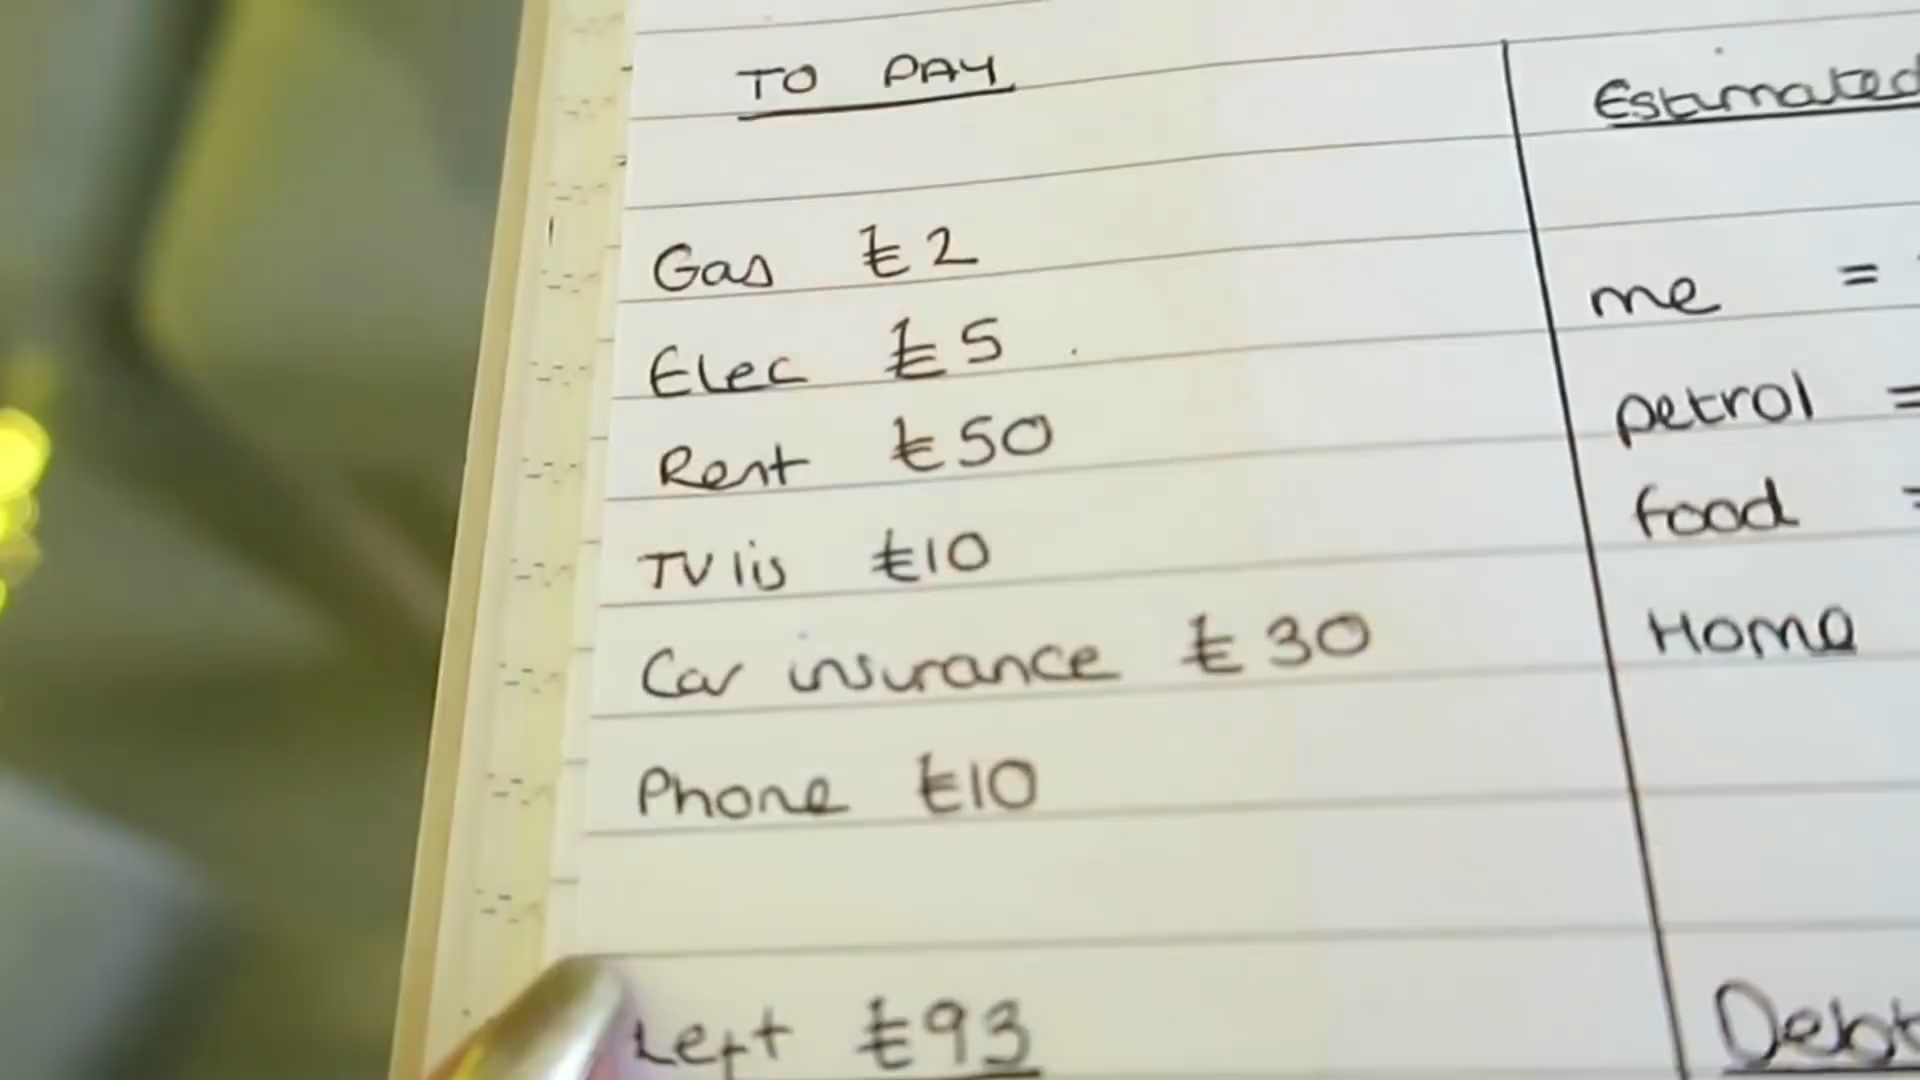 TO PAY
Gas £2
Elec £5
Rent £50
TV lis £10
Car insurance £30
Phone £10
Left £93
Estimated
me =
petrol =
food =
Home
Debt